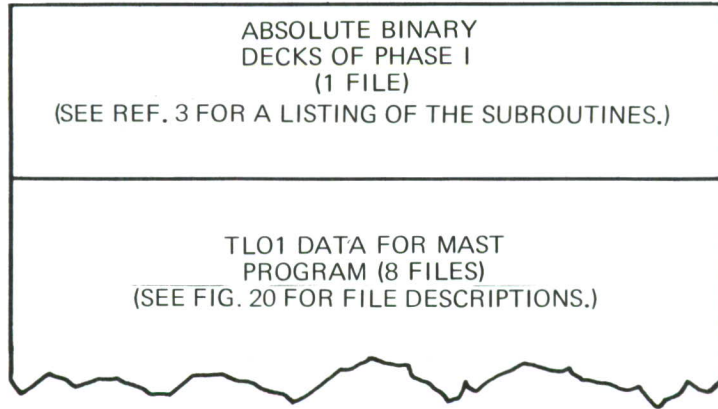 ABSOLUTE BINARY
DECKS OF PHASE I
(1 FILE)
(SEE REF. 3 FOR A LISTING OF THE SUBROUTINES.)
TLO1 DATA FOR MAST
PROGRAM (8 FILES)
(SEE FIG. 20 FOR FILE DESCRIPTIONS.)